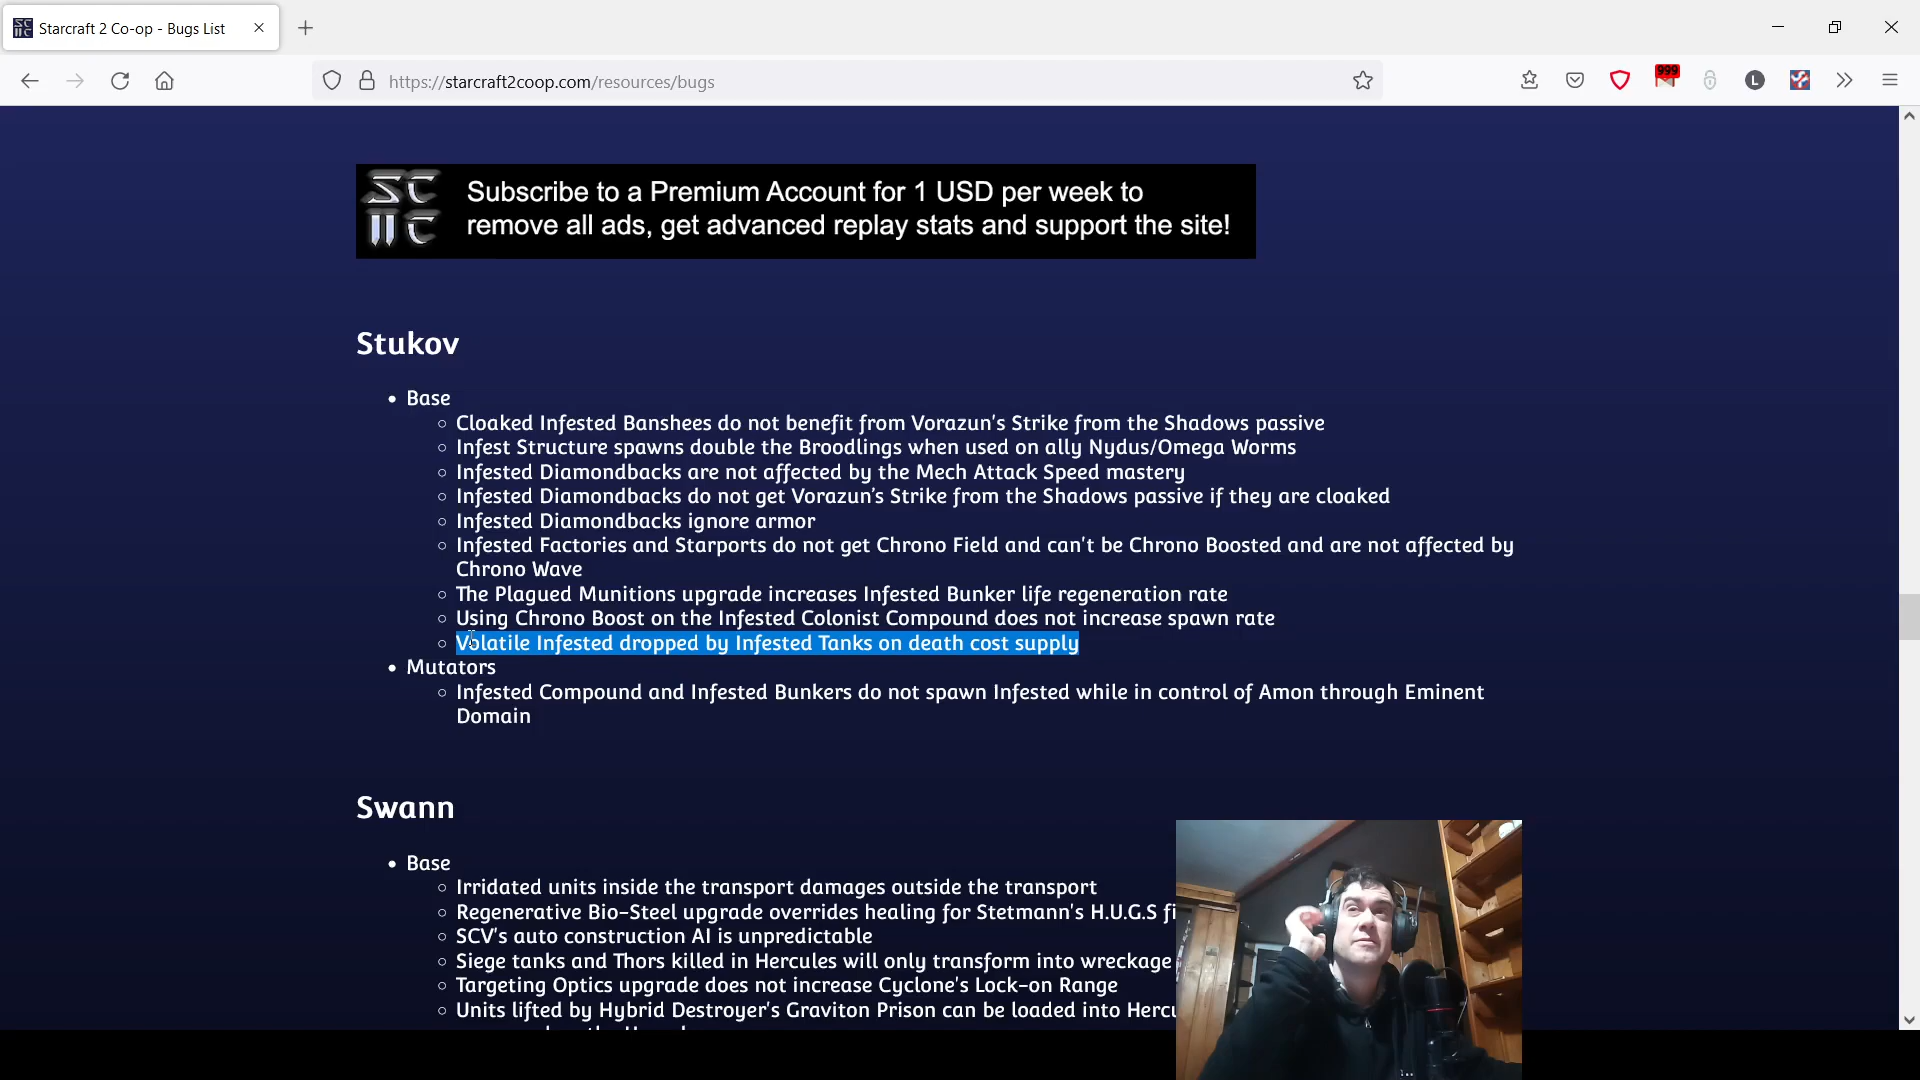 Starcraft 2 Co-op - Bugs List
https://starcraft2coop.com/resources/bugs
999
L
SC
IIC
Subscribe to a Premium Account for 1 USD per week to
remove all ads, get advanced replay stats and support the site!
Stukov
Base
Cloaked Infested Banshees do not benefit from Vorazun's Strike from the Shadows passive
Infest Structure spawns double the Broodlings when used on ally Nydus/Omega Worms
Infested Diamondbacks are not affected by the Mech Attack Speed mastery
Infested Diamondbacks do not get Vorazun's Strike from the Shadows passive if they are cloaked
Infested Diamondbacks ignore armor
Infested Factories and Starports do not get Chrono Field and can't be Chrono Boosted and are not affected by
Chrono Wave
The Plagued Munitions upgrade increases Infested Bunker life regeneration rate
Using Chrono Boost on the Infested Colonist Compound does not increase spawn rate
Volatile Infested dropped by Infested Tanks on death cost supply
Mutators
Infested Compound and Infested Bunkers do not spawn Infested while in control of Amon through Eminent
Domain
Swann
Base
Irridated units inside the transport damages outside the transport
Regenerative Bio-Steel upgrade overrides healing for Stetmann's H.U.G.S fi
SCV's auto construction AI is unpredictable
Siege tanks and Thors killed in Hercules will only transform into wreckage
Targeting Optics upgrade does not increase Cyclone's Lock-on Range
Units lifted by Hybrid Destroyer's Graviton Prison can be loaded into Hercu